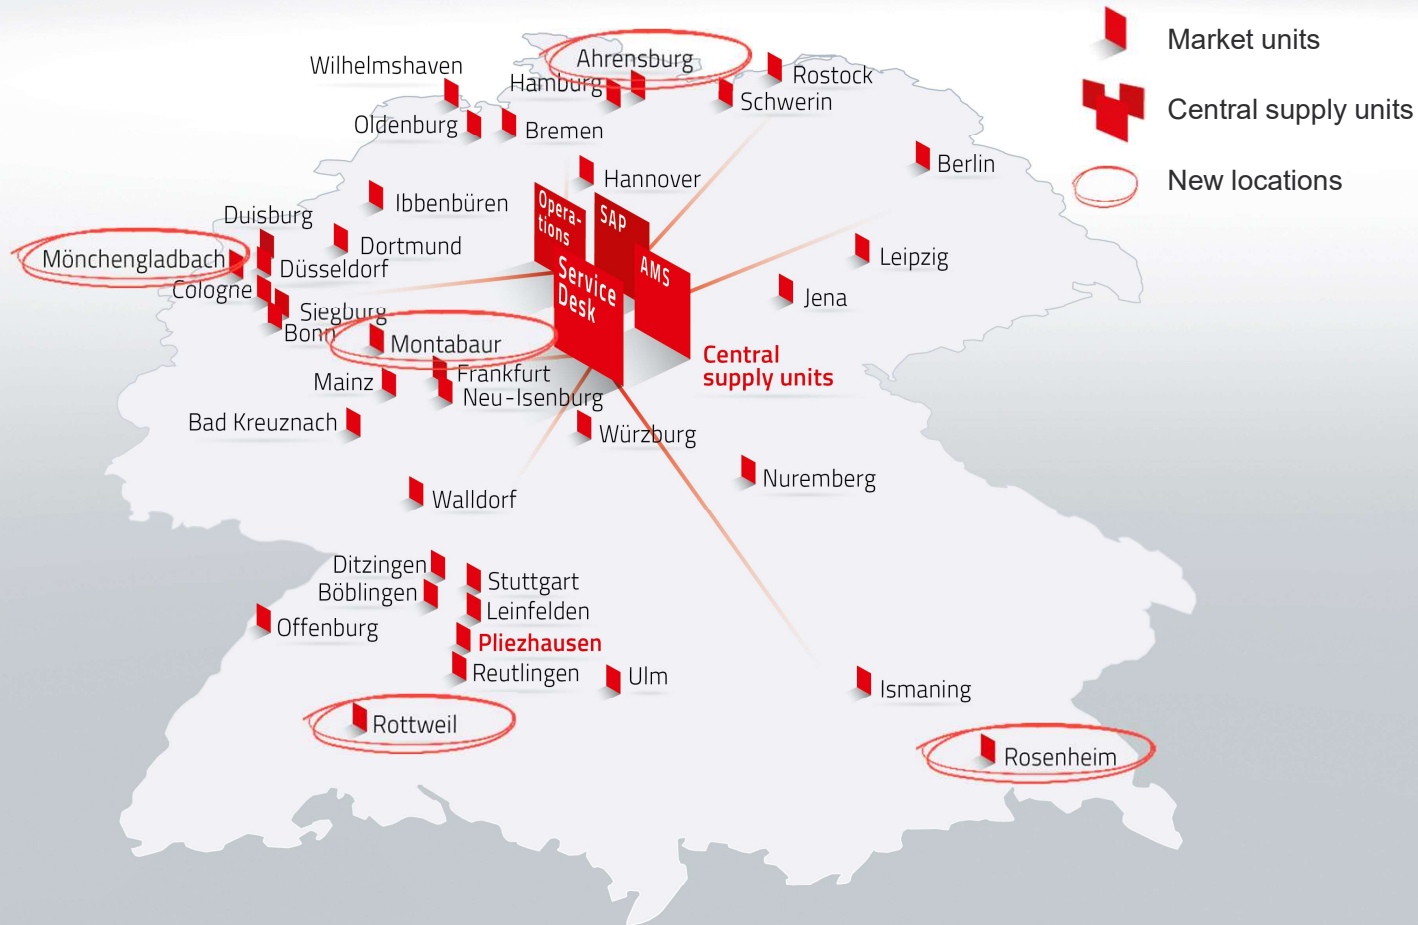 Market units
Central supply units
New locations
Ahrensburg
Wilhelmshaven
Hamburg
Rostock
Schwerin
Oldenburg
Bremen
Berlin
Hannover
Ibbenbüren
Duisburg
Dortmund
Mönchengladbach
Düsseldorf
Cologne
Siegburg
Bonn
Montabaur
Opera-
tions
SAP
AMS
Service
Desk
Central
supply units
Leipzig
Jena
Mainz
Frankfurt
Neu-Isenburg
Bad Kreuznach
Würzburg
Nuremberg
Walldorf
Ditzingen
Stuttgart
Böblingen
Leinfelden
Offenburg
Pliezhausen
Reutlingen
Ulm
Ismaning
Rottweil
Rosenheim